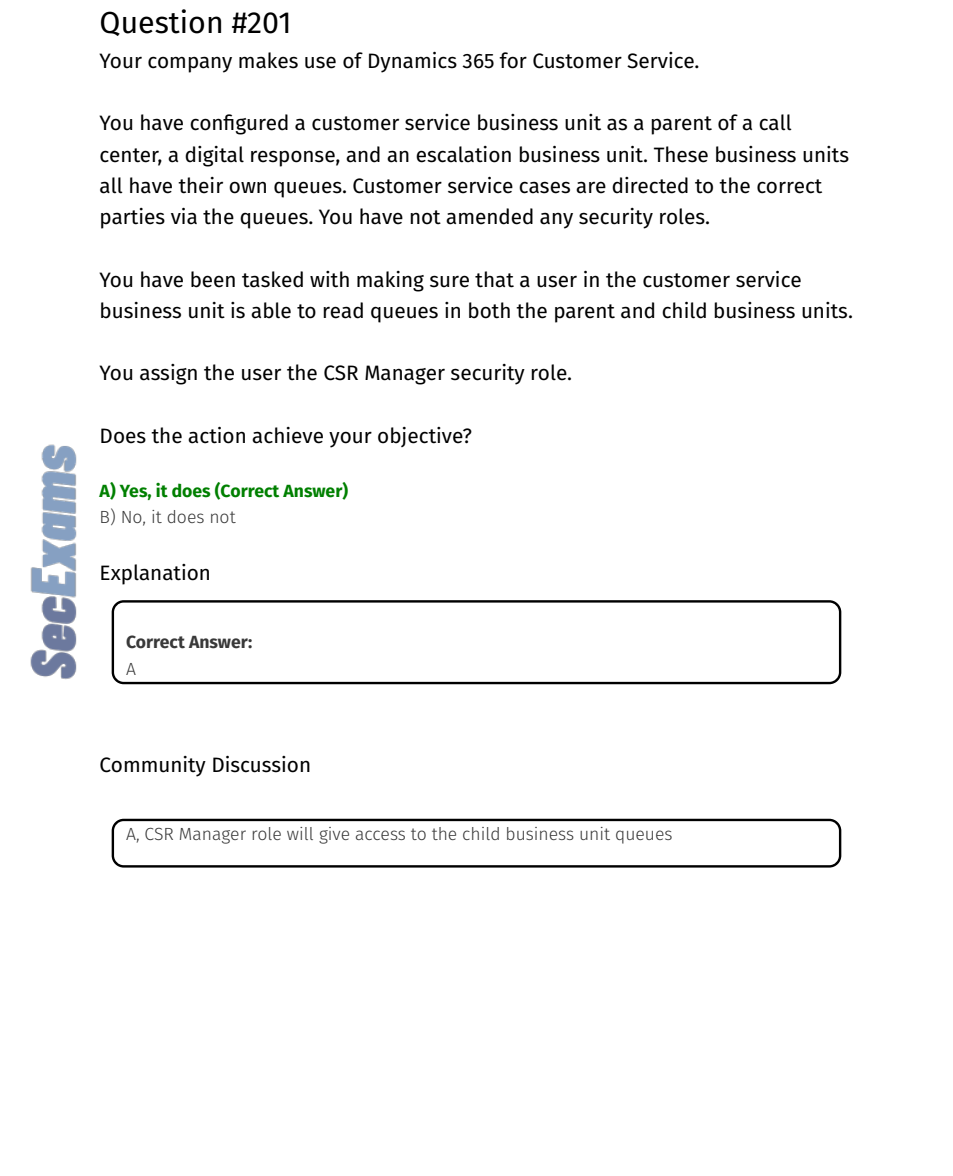 Question #201
Your company makes use of Dynamics 365 for Customer Service.
You have configured a customer service business unit as a parent of a call
center, a digital response, and an escalation business unit. These business units
all have their own queues. Customer service cases are directed to the correct
parties via the queues. You have not amended any security roles.
You have been tasked with making sure that a user in the customer service
business unit is able to read queues in both the parent and child business units.
You assign the user the CSR Manager security role.
Does the action achieve your objective?
A) Yes, it does (Correct Answer)
B) No, it does not
Explanation
Correct Answer:
A
Community Discussion
A, CSR Manager role will give access to the child business unit queues
SecExams